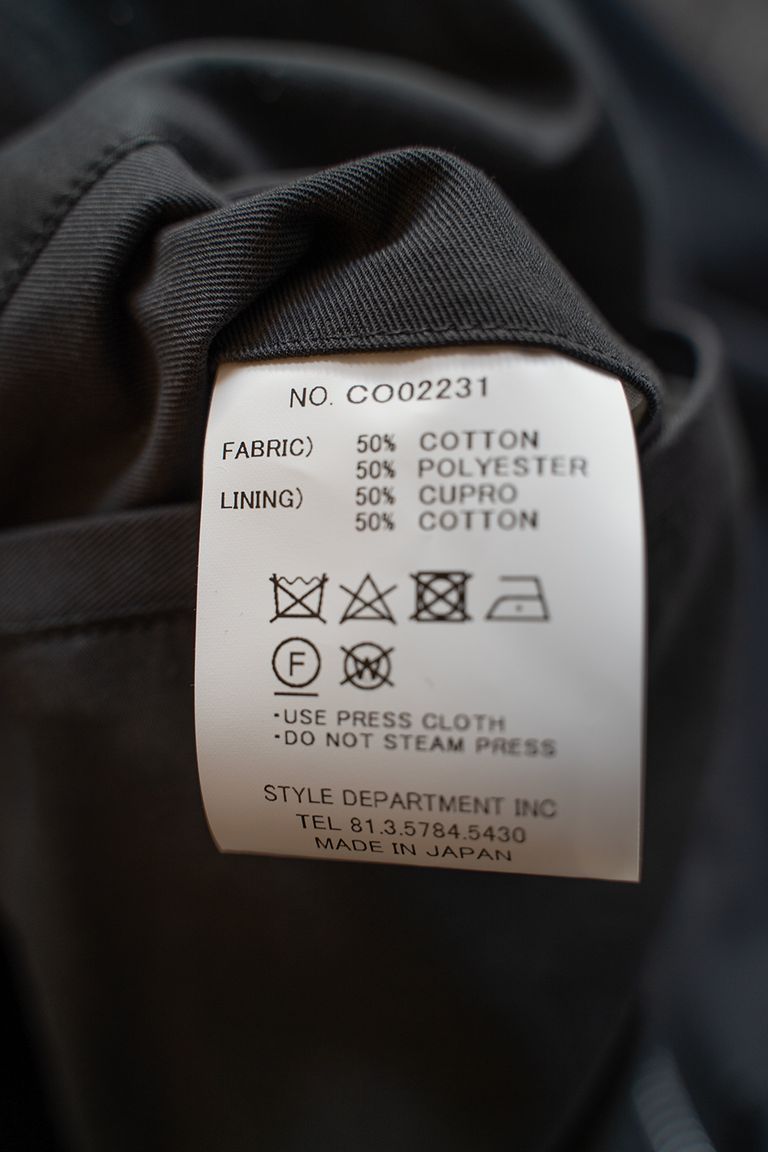 NO. CO02231
FABRIC) 50% COTTON
50% POLYESTER
LINING) 50% CUPRO
50% COTTON
F W
·USE PRESS CLOTH
·DO NOT STEAM PRESS
STYLE DEPARTMENT INC
TEL 81.3.5784.5430
MADE IN JAPAN